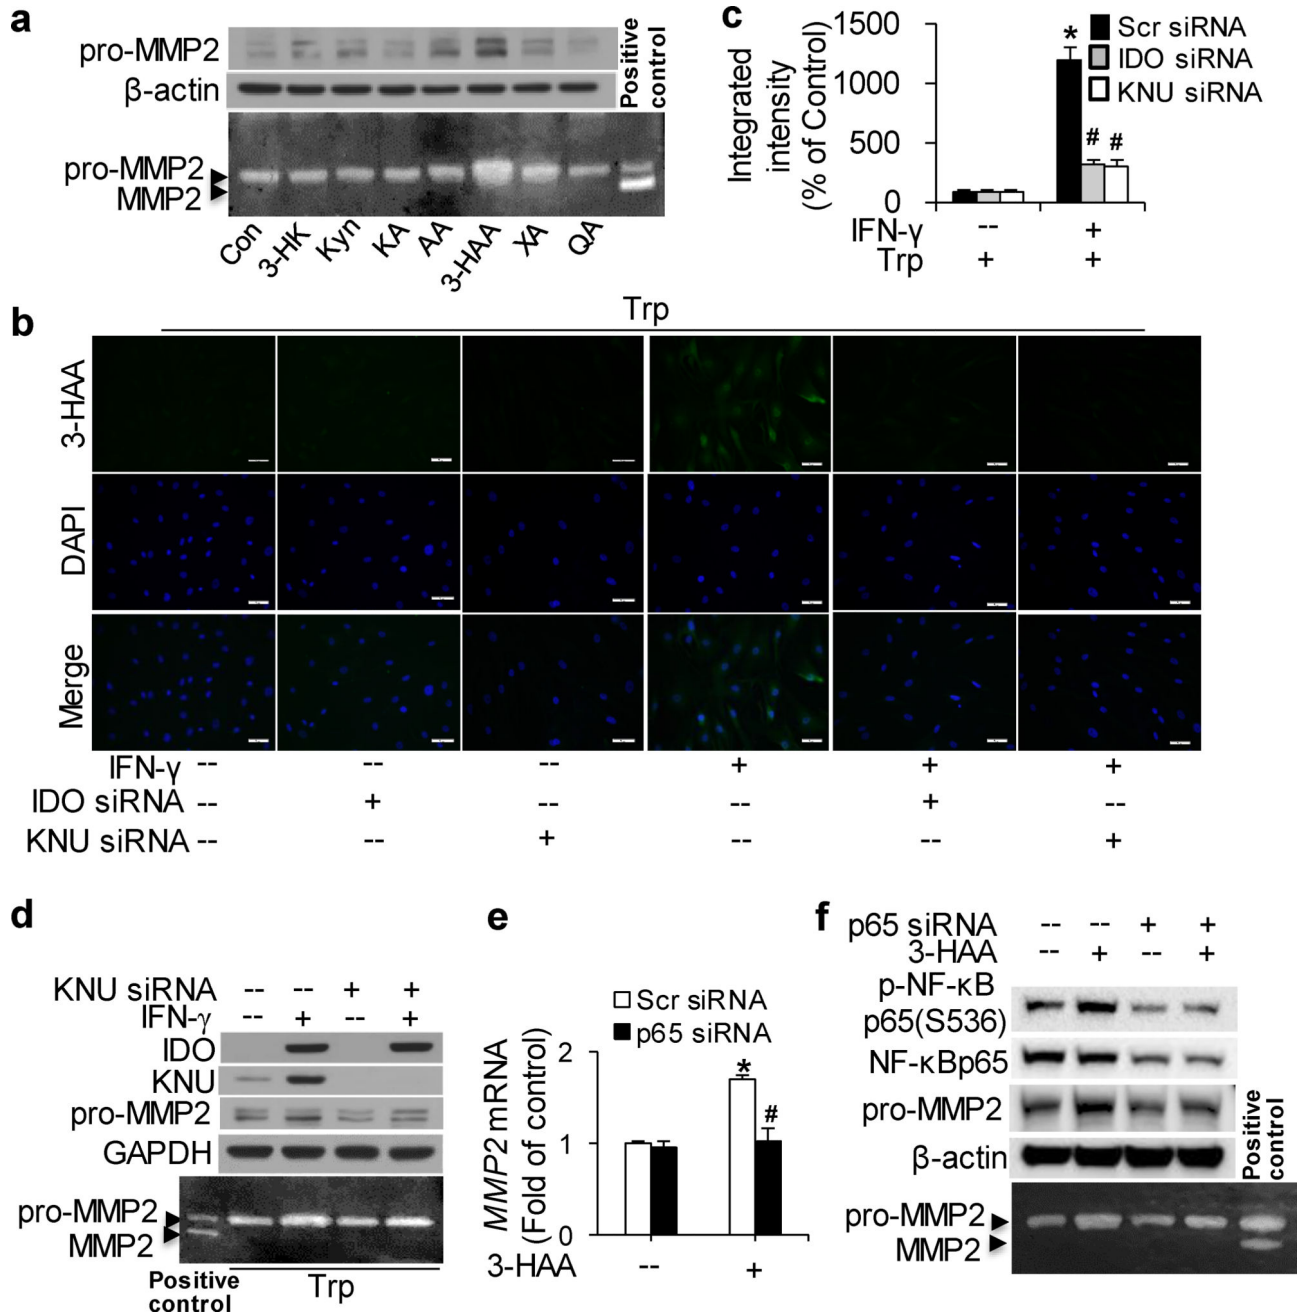 a
pro-MMP2
β-actin
Positive control
pro-MMP2
MMP2
Con 3-HK Kyn KA AA 3-HAA XA QA
c
Integrated intensity (% of Control)
1500
1000
500
0
* # #
Scr siRNA
IDO siRNA
KNU siRNA
IFN-γ -- +
Trp + +
b
Trp
3-HAA
DAPI
Merge
IFN-γ -- -- -- + + +
IDO siRNA -- + -- -- + --
KNU siRNA -- -- + -- -- +
d
KNU siRNA -- -- + +
IFN-γ -- + -- +
IDO
KNU
pro-MMP2
GAPDH
pro-MMP2
MMP2
Positive control
Trp
e
Scr siRNA
p65 siRNA
MMP2 mRNA (Fold of control)
2
1
0
* #
3-HAA -- +
f
p65 siRNA -- -- + +
3-HAA -- + -- +
p-NF-κB
p65(S536)
NF-κBp65
pro-MMP2
β-actin
Positive control
pro-MMP2
MMP2